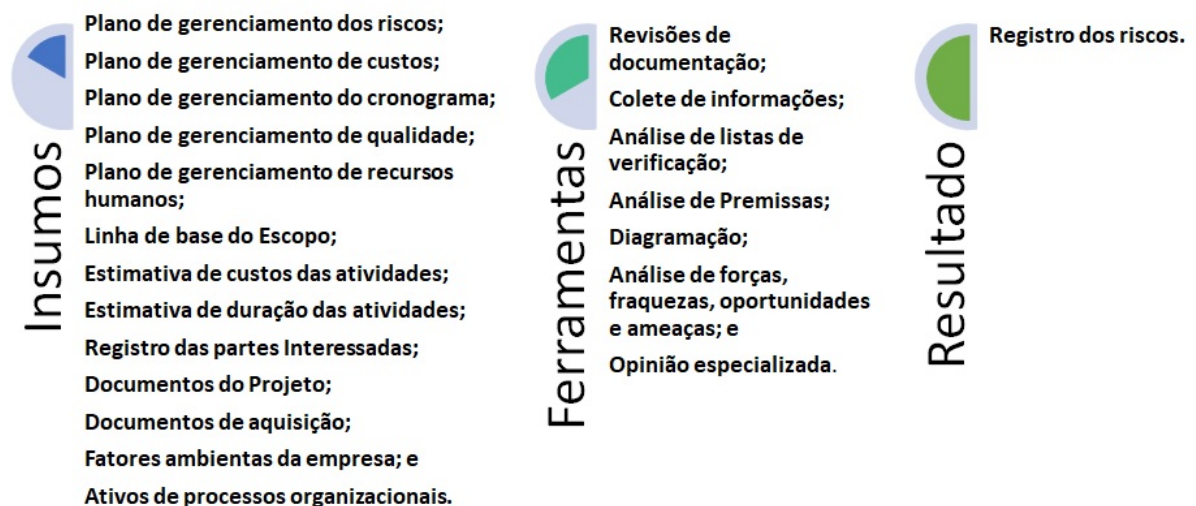 Insumos
Plano de gerenciamento dos riscos;
Plano de gerenciamento de custos;
Plano de gerenciamento do cronograma;
Plano de gerenciamento de qualidade;
Plano de gerenciamento de recursos
humanos;
Linha de base do Escopo;
Estimativa de custos das atividades;
Estimativa de duração das atividades;
Registro das partes Interessadas;
Documentos do Projeto;
Documentos de aquisição;
Fatores ambientas da empresa; e
Ativos de processos organizacionais.
Ferramentas
Revisões de
documentação;
Colete de informações;
Análise de listas de
verificação;
Análise de Premissas;
Diagramação;
Análise de forças,
fraquezas, oportunidades
e ameaças; e
Opinião especializada.
Resultado
Registro dos riscos.